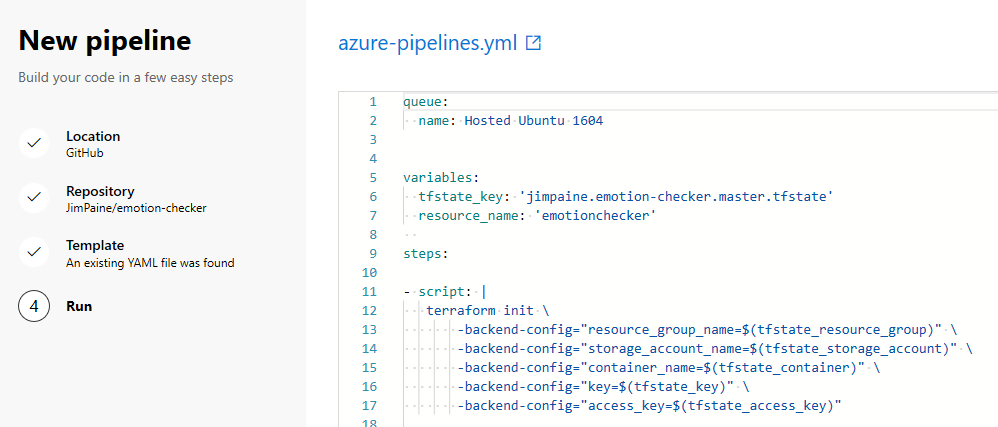 New pipeline
Build your code in a few easy steps
Location
GitHub
Repository
JimPaine/emotion-checker
Template
An existing YAML file was found
4 Run
azure-pipelines.yml
1 queue:
2   name: Hosted Ubuntu 1604
3
4
5 variables:
6   tfstate_key: 'jimpaine.emotion-checker.master.tfstate'
7   resource_name: 'emotionchecker'
8
9 steps:
10
11 - script: |
12    terraform init \
13        -backend-config="resource_group_name=$(tfstate_resource_group)" \
14        -backend-config="storage_account_name=$(tfstate_storage_account)" \
15        -backend-config="container_name=$(tfstate_container)" \
16        -backend-config="key=$(tfstate_key)" \
17        -backend-config="access_key=$(tfstate_access_key)"
18